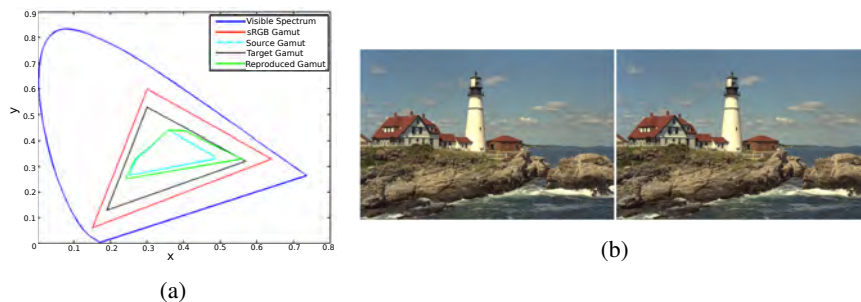 0.9
0.8
0.7
0.6
0.5
0.4
0.3
0.2
0.1
0
y
Visible Spectrum
sRGB Gamut
Source Gamut
Target Gamut
Reproduced Gamut
0.1 0.2 0.3 0.4 0.5 0.6 0.7 0.8
x
(a)
(b)